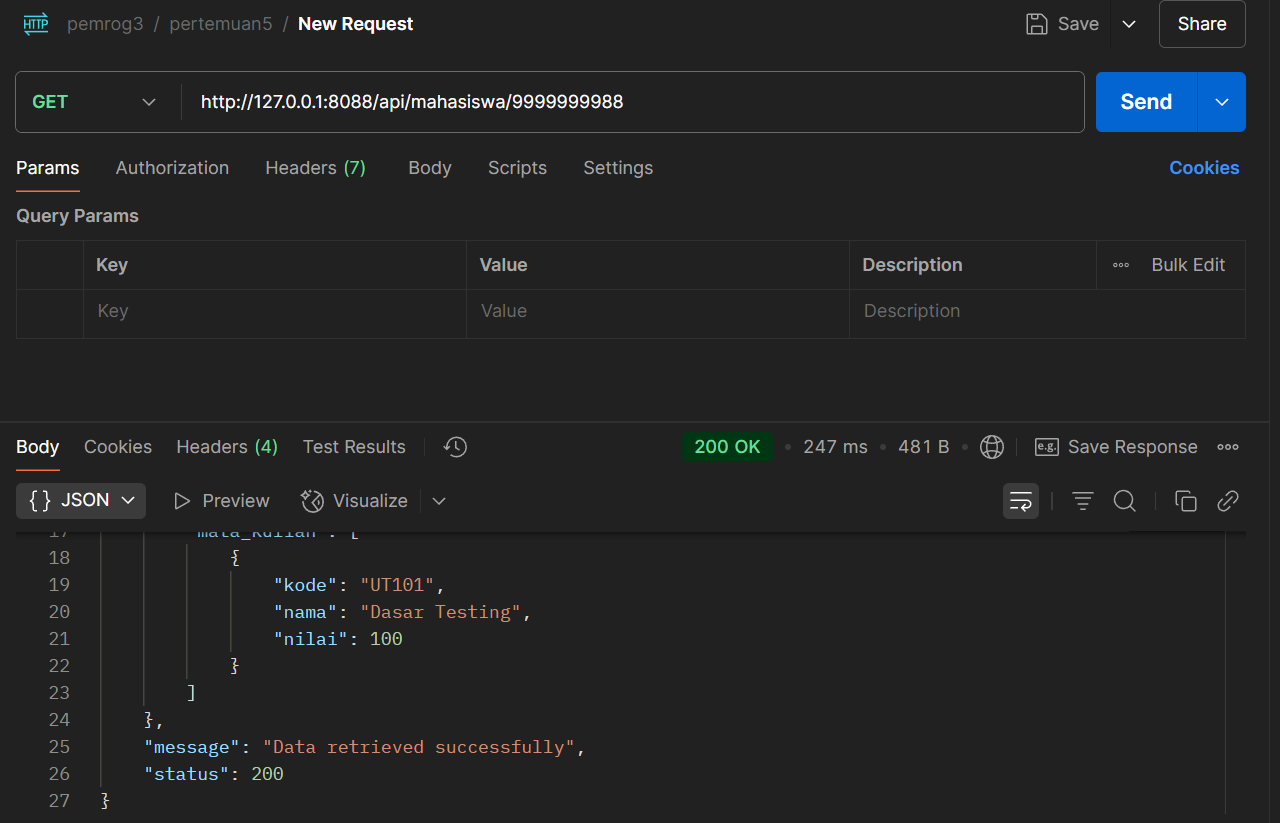 HTTP pemrog3 / pertemuan5 / New Request Save Share
GET http://127.0.0.1:8088/api/mahasiswa/9999999988 Send
Params Authorization Headers (7) Body Scripts Settings Cookies
Query Params
Key Value Description ooo Bulk Edit
Key Value Description
Body Cookies Headers (4) Test Results 200 OK • 247 ms • 481 B • e.g. Save Response ooo
{} JSON Preview Visualize
17 "mata_kuliah": [
18 {
19 "kode": "UT101",
20 "nama": "Dasar Testing",
21 "nilai": 100
22 }
23 ]
24 },
25 "message": "Data retrieved successfully",
26 "status": 200
27 }